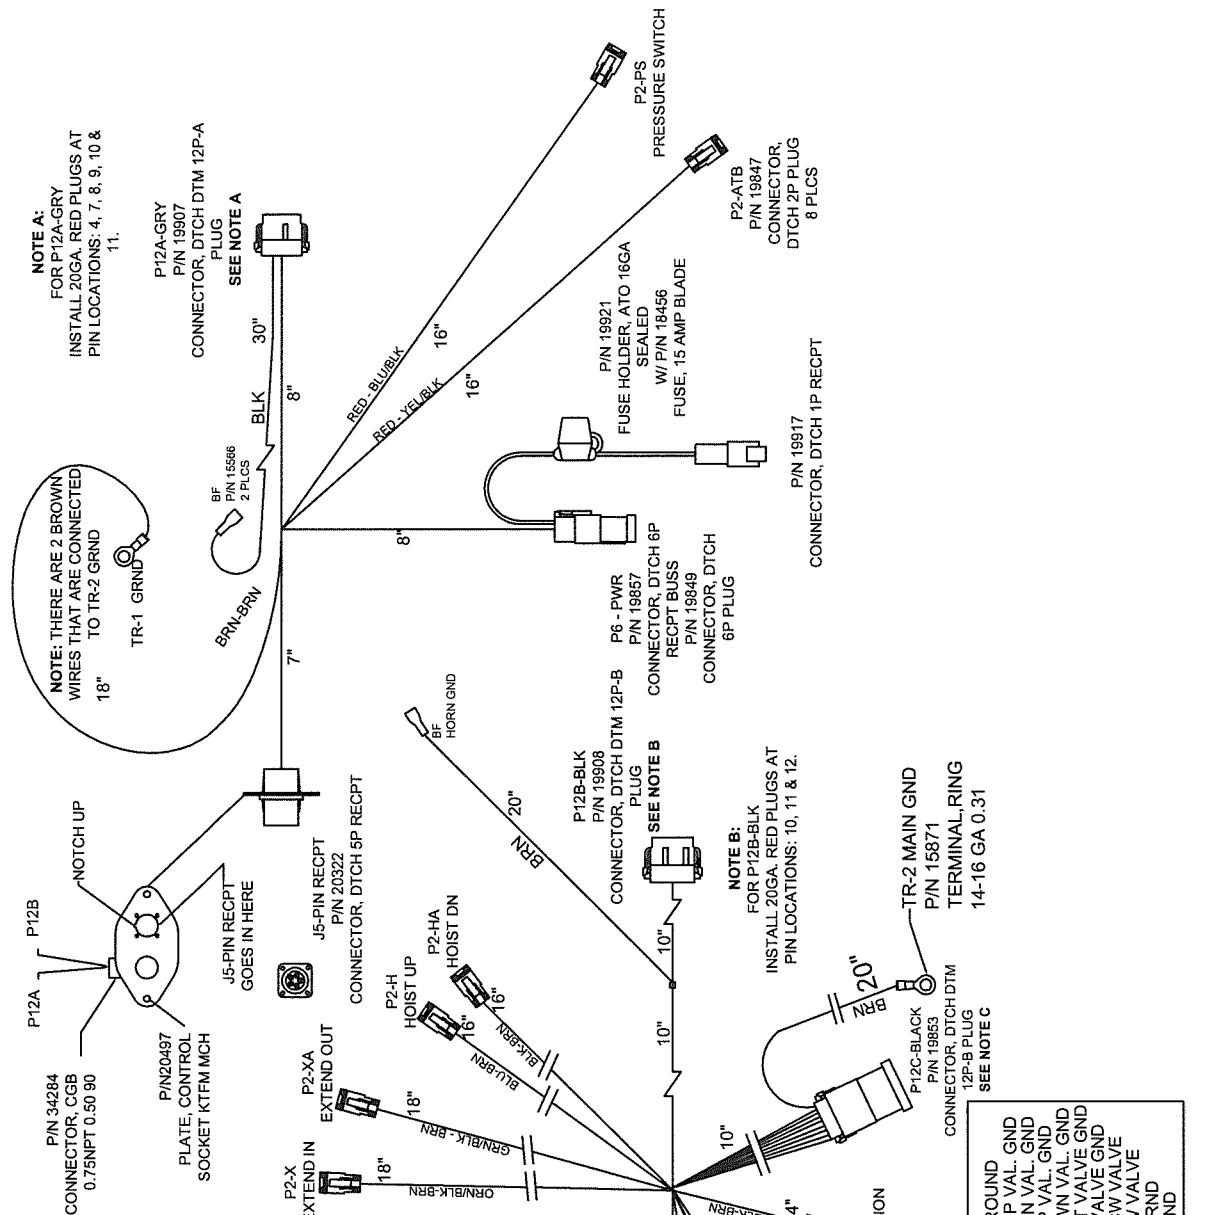 NOTE A:
FOR P12A-GRY
INSTALL 20GA. RED PLUGS AT
PIN LOCATIONS: 4, 7, 8, 9, 10 &
11.
P12A-GRY
P/N 19907
CONNECTOR, DTCH DTM 12P-A
PLUG
SEE NOTE A
P2-PS
PRESSURE SWITCH
P2-ATB
P/N 19847
CONNECTOR,
DTCH 2P PLUG
8 PLCS
30"
BLK
8"
RED - BLU/BLK
16"
RED - YEL/BLK
16"
P/N 19921
FUSE HOLDER, ATO 16GA
SEALED
W/ P/N 18456
FUSE, 15 AMP BLADE
P/N 19917
CONNECTOR, DTCH 1P RECPT
NOTE: THERE ARE 2 BROWN
WIRES THAT ARE CONNECTED
TO TR-2 GRND
18"
TR-1 GRND
BF
P/N 15566
2 PLCS
BRN-BRN
8"
7"
P6 - PWR
P/N 19857
CONNECTOR, DTCH 6P
RECPT BUSS
P/N 19849
CONNECTOR, DTCH
6P PLUG
BF
HORN GND
20"
BRN
P12B-BLK
P/N 19908
CONNECTOR, DTCH DTM 12P-B
PLUG
SEE NOTE B
NOTE B:
FOR P12B-BLK
INSTALL 20GA. RED PLUGS AT
PIN LOCATIONS: 10, 11 & 12.
TR-2 MAIN GND
P/N 15871
TERMINAL,RING
14-16 GA 0.31
NOTCH UP
P12B
P12A
J5-PIN RECPT
GOES IN HERE
J5-PIN RECPT
P/N 20322
CONNECTOR, DTCH 5P RECPT
P/N 34284
CONNECTOR, CGB
0.75NPT 0.50 90
P/N20497
PLATE, CONTROL
SOCKET KTFM MCH
P2-HA
HOIST DN
P2-H
HOIST UP
16"
16"
BLK-BRN
BLU-BRN
P2-XA
EXTEND OUT
18"
GRN/BLK - BRN
P2-X
EXTEND IN
18"
ORN/BLK-BRN
10"
10"
10"
20"
BRN
P12C-BLACK
P/N 19853
CONNECTOR, DTCH DTM
12P-B PLUG
SEE NOTE C